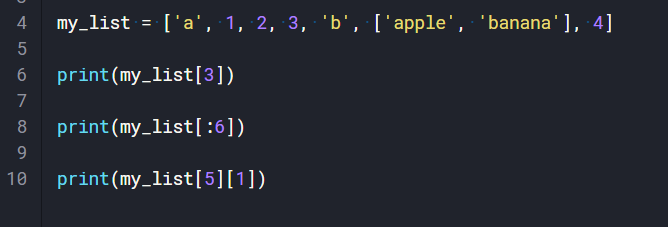 4 my_list = ['a', 1, 2, 3, 'b', ['apple', 'banana'], 4]
5
6 print(my_list[3])
7
8 print(my_list[:6])
9
10 print(my_list[5][1])